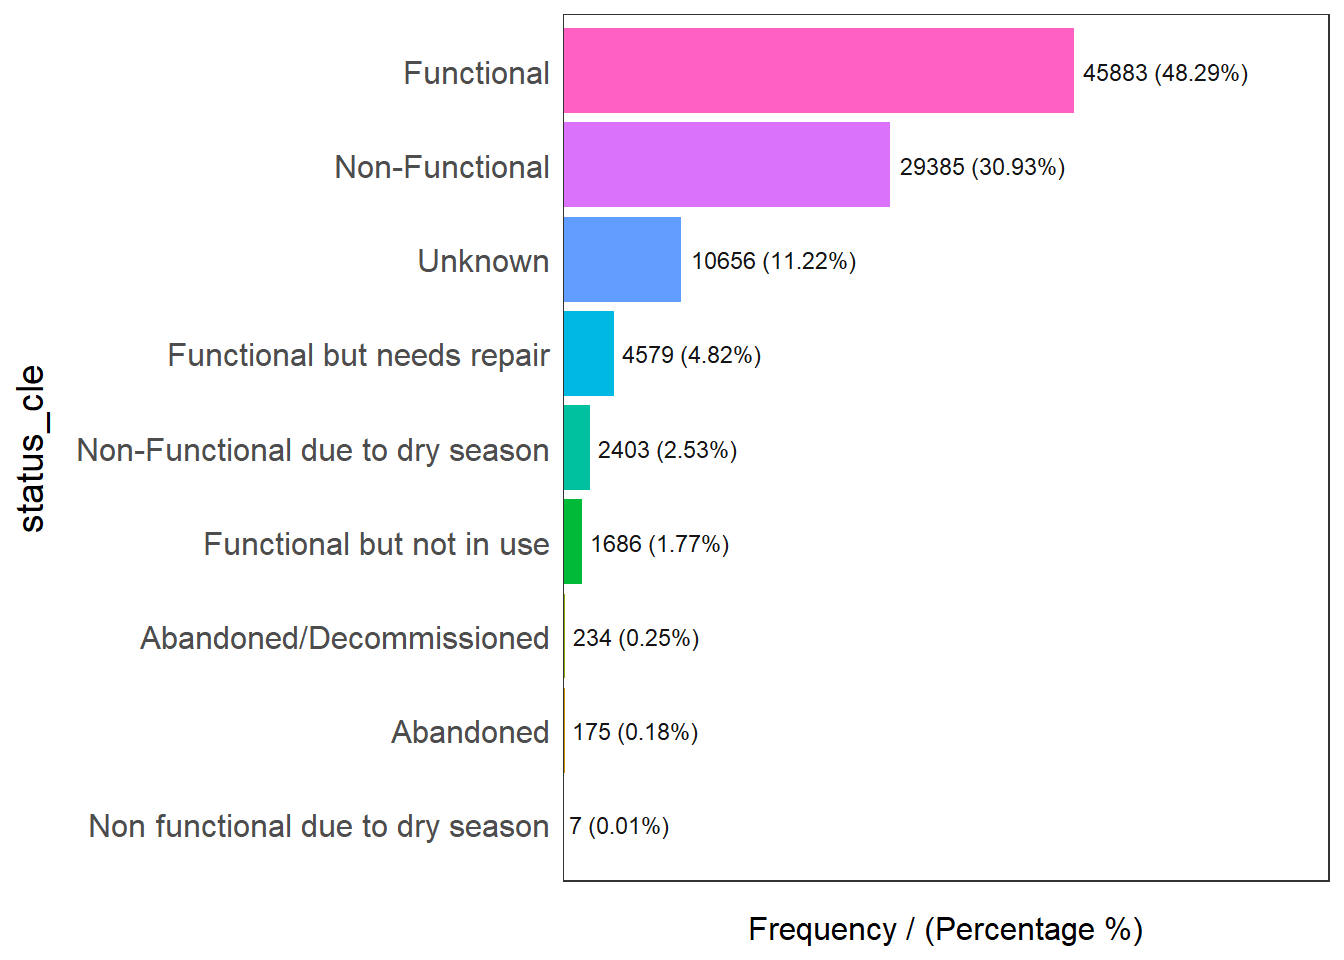 status_cle
Functional 45883 (48.29%)
Non-Functional 29385 (30.93%)
Unknown 10656 (11.22%)
Functional but needs repair 4579 (4.82%)
Non-Functional due to dry season 2403 (2.53%)
Functional but not in use 1686 (1.77%)
Abandoned/Decommissioned 234 (0.25%)
Abandoned 175 (0.18%)
Non functional due to dry season 7 (0.01%)
Frequency / (Percentage %)